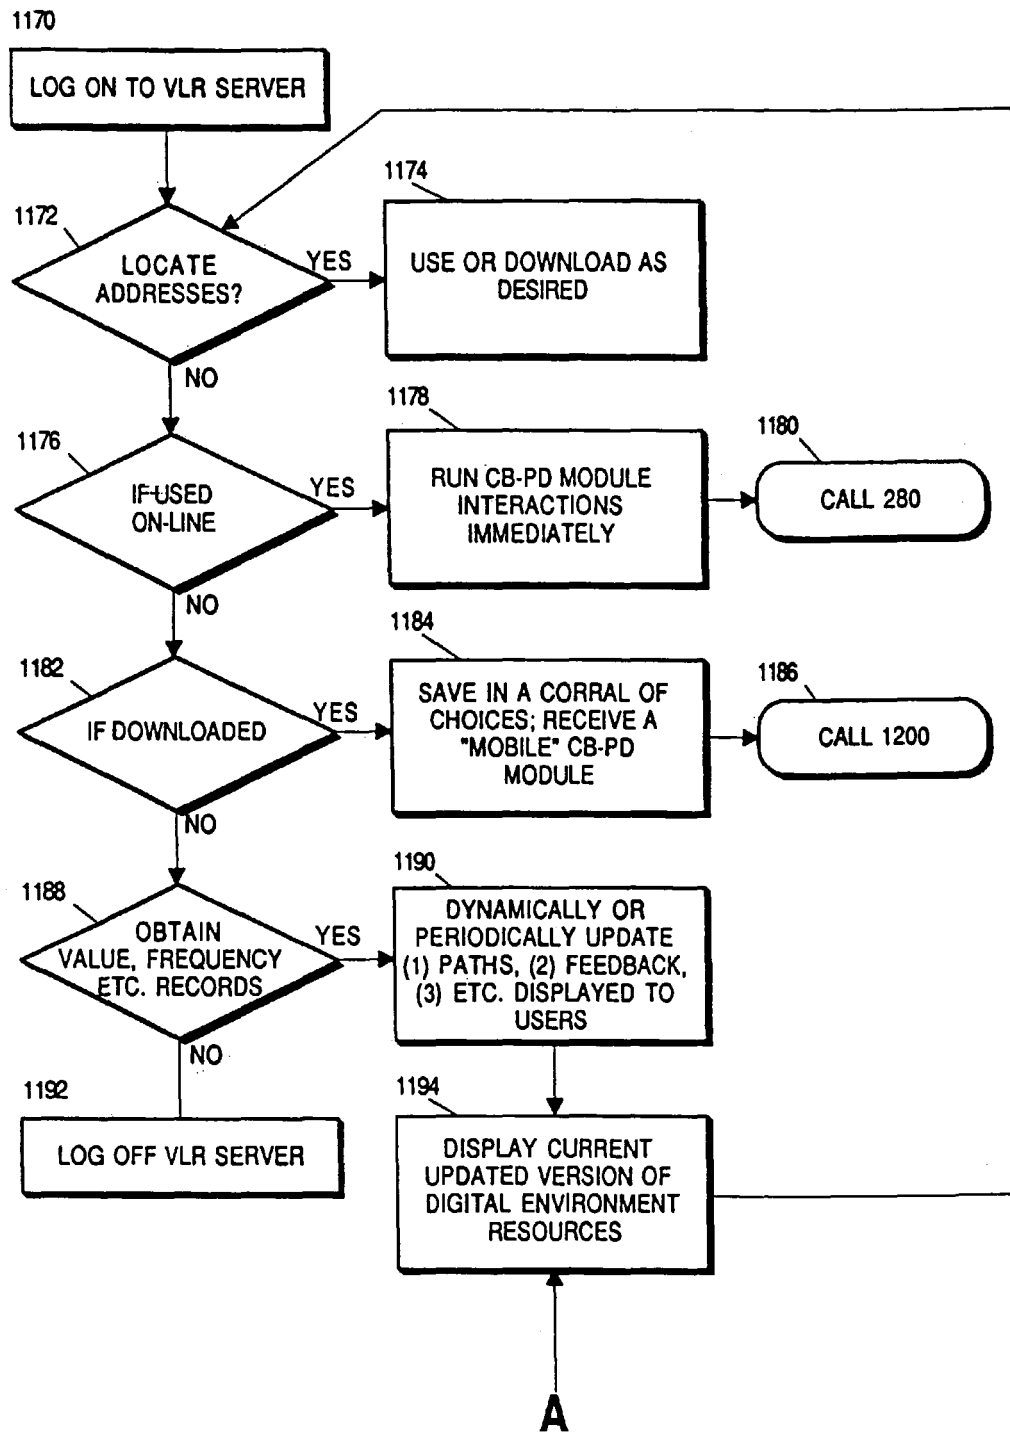 1170
LOG ON TO VLR SERVER
1172
LOCATE
ADDRESSES?
YES
NO
1174
USE OR DOWNLOAD AS
DESIRED
1176
IF USED
ON-LINE
YES
NO
1178
RUN CB-PD MODULE
INTERACTIONS
IMMEDIATELY
1180
CALL 280
1182
IF DOWNLOADED
YES
NO
1184
SAVE IN A CORRAL OF
CHOICES; RECEIVE A
"MOBILE" CB-PD
MODULE
1186
CALL 1200
1188
OBTAIN
VALUE, FREQUENCY
ETC. RECORDS
YES
NO
1190
DYNAMICALLY OR
PERIODICALLY UPDATE
(1) PATHS, (2) FEEDBACK,
(3) ETC. DISPLAYED TO
USERS
1192
LOG OFF VLR SERVER
1194
DISPLAY CURRENT
UPDATED VERSION OF
DIGITAL ENVIRONMENT
RESOURCES
A